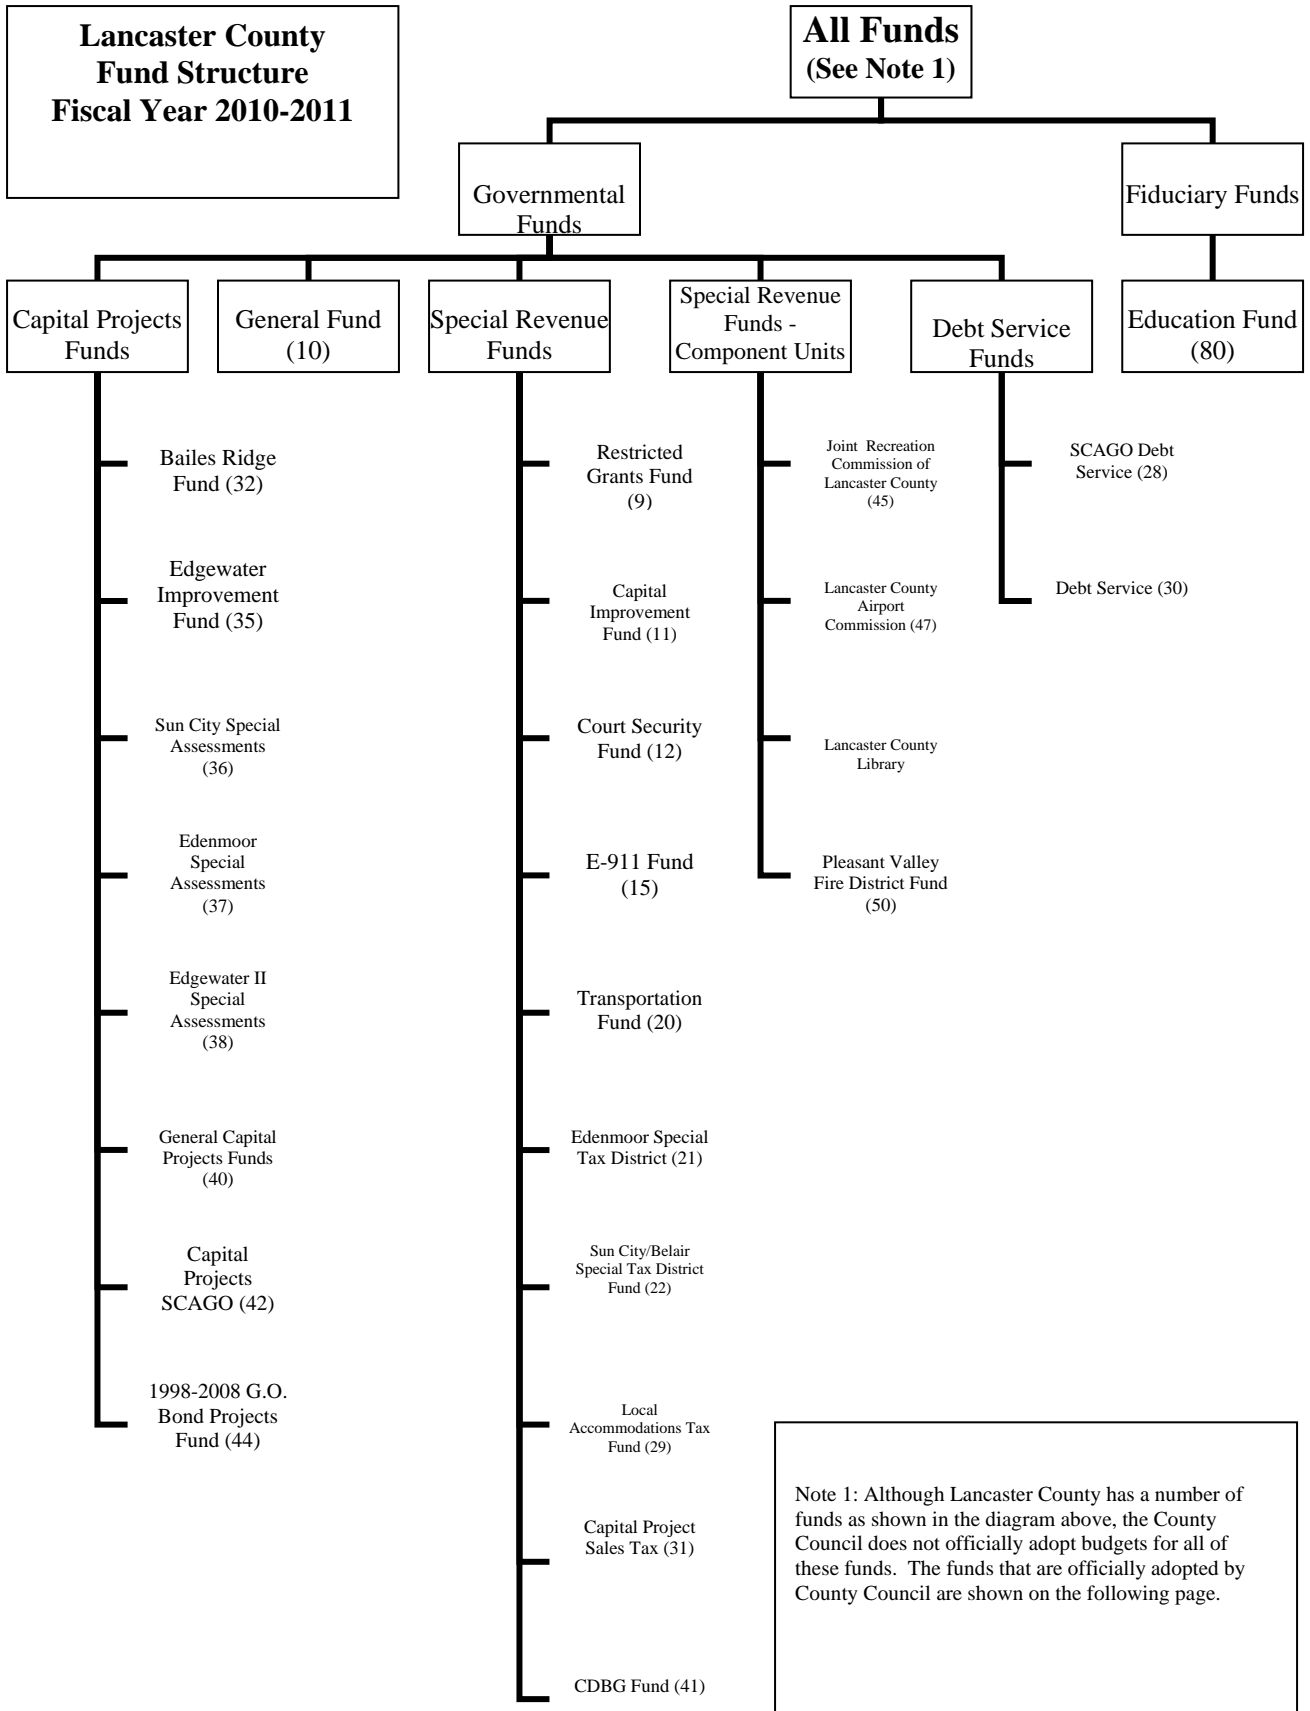 Lancaster County
Fund Structure
Fiscal Year 2010-2011
All Funds
(See Note 1)
Governmental
Funds
Fiduciary Funds
Capital Projects
Funds
General Fund
(10)
Special Revenue
Funds
Special Revenue
Funds -
Component Units
Debt Service
Funds
Education Fund
(80)
Bailes Ridge
Fund (32)
Edgewater
Improvement
Fund (35)
Sun City Special
Assessments
(36)
Edenmoor
Special
Assessments
(37)
Edgewater II
Special
Assessments
(38)
General Capital
Projects Funds
(40)
Capital
Projects
SCAGO (42)
1998-2008 G.O.
Bond Projects
Fund (44)
Restricted
Grants Fund
(9)
Capital
Improvement
Fund (11)
Court Security
Fund (12)
E-911 Fund
(15)
Transportation
Fund (20)
Edenmoor Special
Tax District (21)
Sun City/Belair
Special Tax District
Fund (22)
Local
Accommodations Tax
Fund (29)
Capital Project
Sales Tax (31)
CDBG Fund (41)
Joint Recreation
Commission of
Lancaster County
(45)
Lancaster County
Airport
Commission (47)
Lancaster County
Library
Pleasant Valley
Fire District Fund
(50)
SCAGO Debt
Service (28)
Debt Service (30)
Note 1: Although Lancaster County has a number of
funds as shown in the diagram above, the County
Council does not officially adopt budgets for all of
these funds. The funds that are officially adopted by
County Council are shown on the following page.